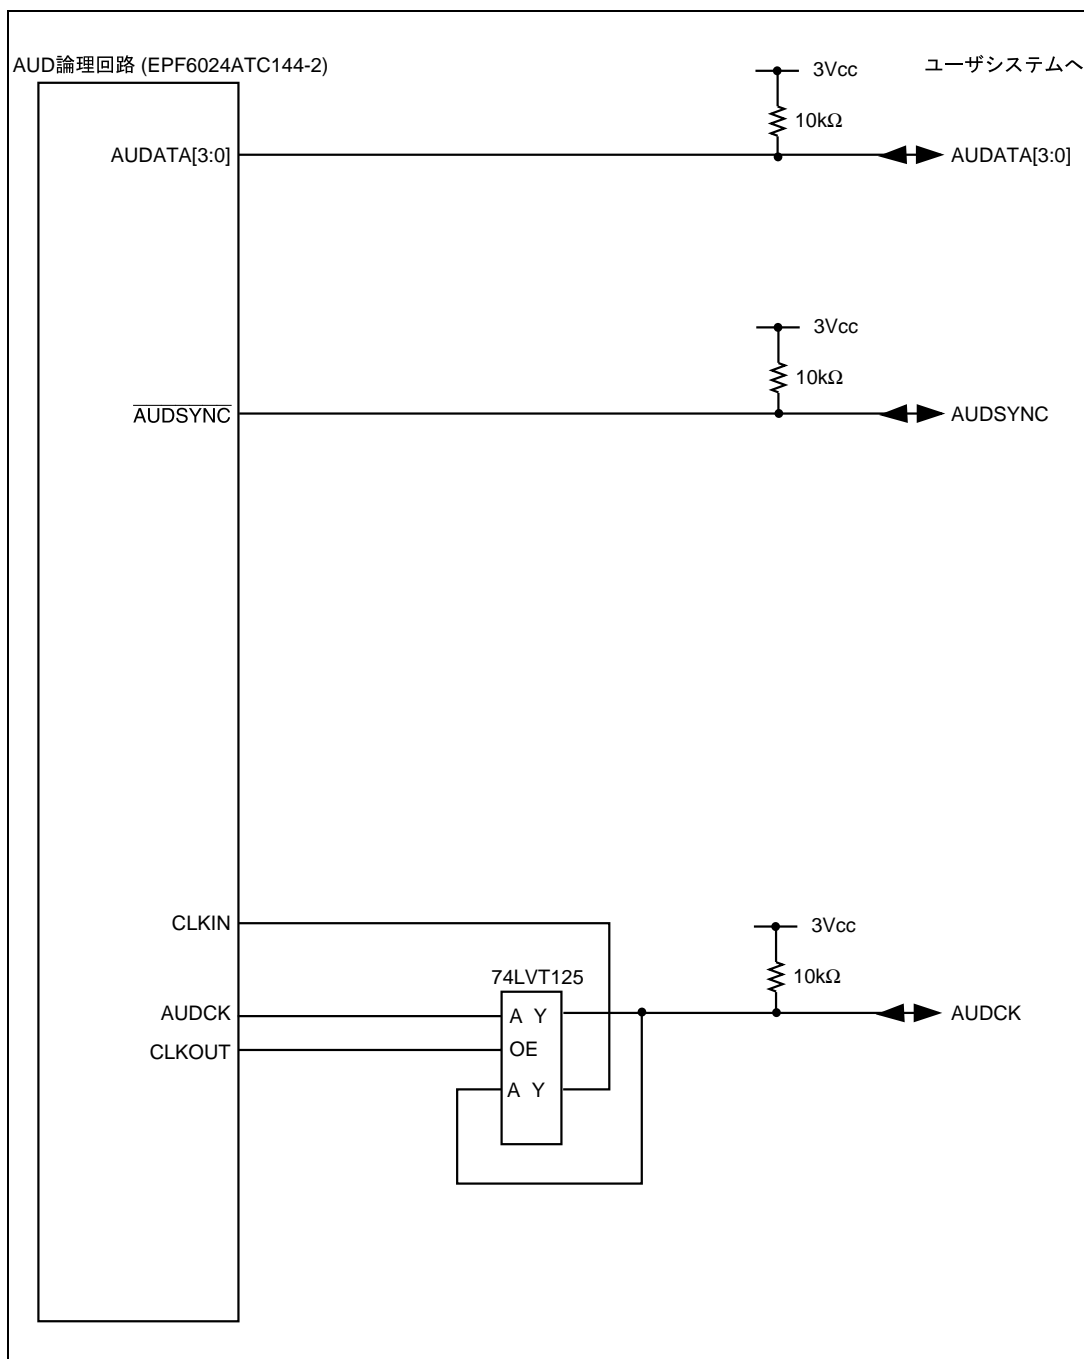 AUD論理回路 (EPF6024ATC144-2)
ユーザシステムへ
3Vcc
10kΩ
AUDATA[3:0]
AUDATA[3:0]
3Vcc
10kΩ
AUDSYNC
AUDSYNC
CLKIN
3Vcc
74LVT125
10kΩ
AUDCK
A Y
AUDCK
CLKOUT
OE
A Y